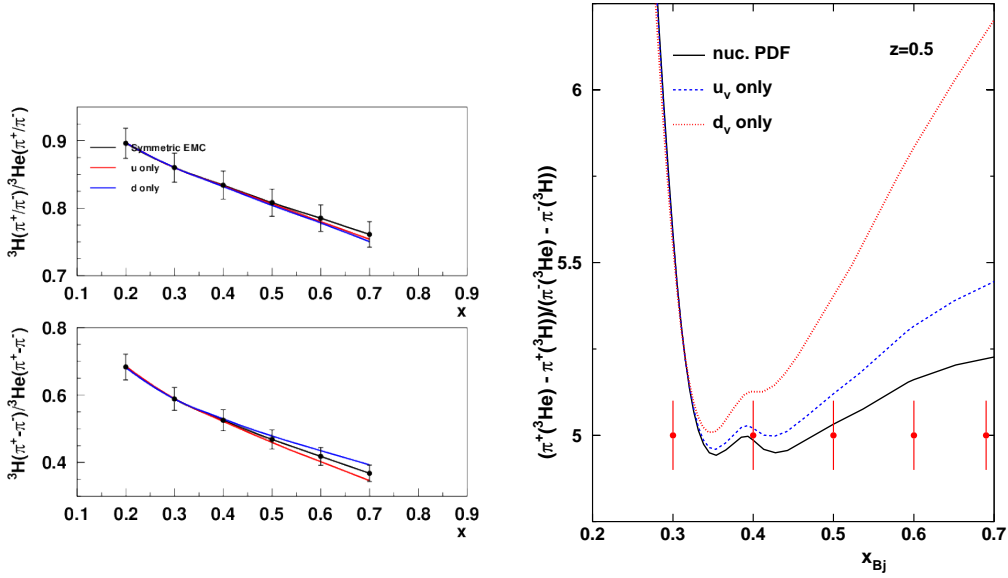 ³H(π⁺/π⁻)/³He(π⁺/π⁻)
0.9
0.8
0.7
Symmetric EMC
u only
d only
0.1 0.2 0.3 0.4 0.5 0.6 0.7 0.8 0.9
x
³H(π⁺-π⁻)/³He(π⁺-π⁻)
0.8
0.6
0.4
0.1 0.2 0.3 0.4 0.5 0.6 0.7 0.8 0.9
x
(π⁺(³He) - π⁺(³H))/(π⁻(³He) - π⁻(³H))
6
5.5
5
nuc. PDF
u_v only
d_v only
z=0.5
0.2 0.3 0.4 0.5 0.6 0.7
x_Bj